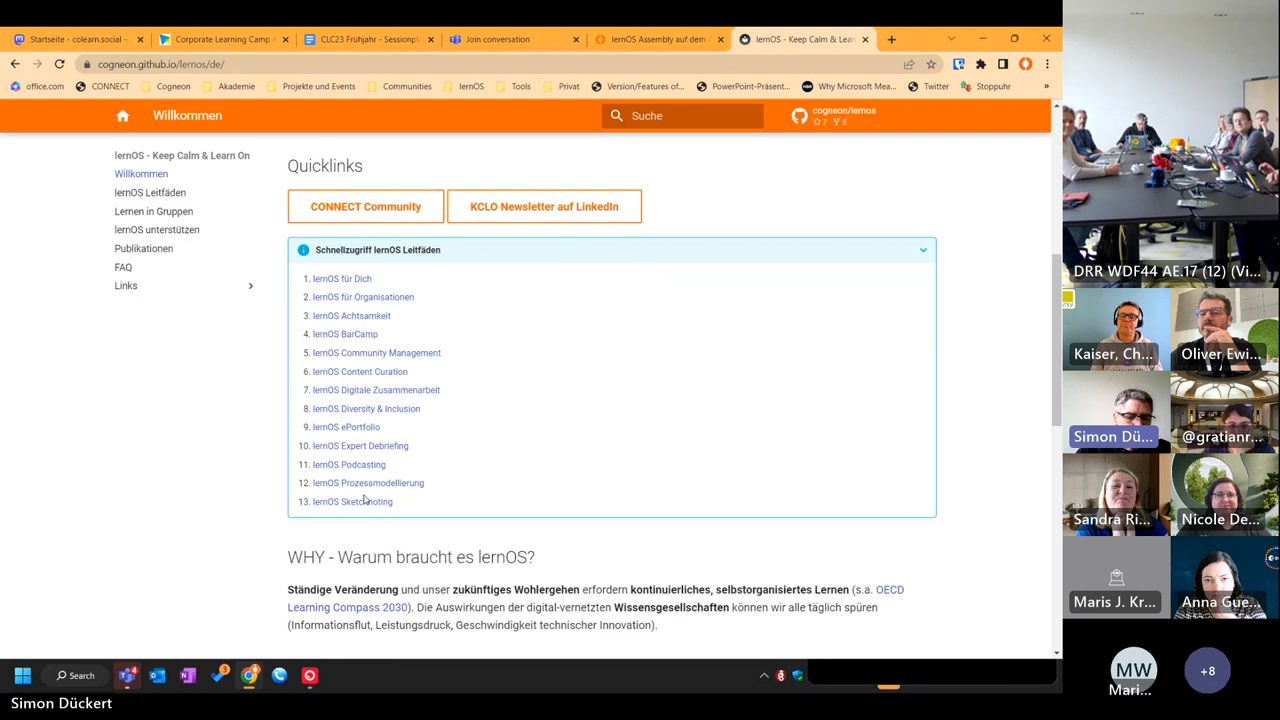 Startseite - colearn.social -
Corporate Learning Camp
CLC23 Frühjahr - Sessionpl
Join conversation
lernOS Assembly auf dem
lernOS - Keep Calm & Lea
cogneon.github.io/lernos/de/
office.com
CONNECT
Cogneon
Akademie
Projekte und Events
Communities
lernOS
Tools
Privat
Version/Features of...
PowerPoint-Präsent...
Why Microsoft Mea...
Twitter
Stoppuhr
»
Willkommen
Suche
cogneon/lernos
7 5
lernOS - Keep Calm & Learn On
Willkommen
lernOS Leitfäden
Lernen in Gruppen
lernOS unterstützen
Publikationen
FAQ
Links
Quicklinks
CONNECT Community
KCLO Newsletter auf LinkedIn
Schnellzugriff lernOS Leitfäden
1. lernOS für Dich
2. lernOS für Organisationen
3. lernOS Achtsamkeit
4. lernOS BarCamp
5. lernOS Community Management
6. lernOS Content Curation
7. lernOS Digitale Zusammenarbeit
8. lernOS Diversity & Inclusion
9. lernOS ePortfolio
10. lernOS Expert Debriefing
11. lernOS Podcasting
12. lernOS Prozessmodellierung
13. lernOS Sketchnoting
WHY - Warum braucht es lernOS?
Ständige Veränderung und unser zukünftiges Wohlergehen erfordern kontinuierliches, selbstorganisiertes Lernen (s.a. OECD
Learning Compass 2030). Die Auswirkungen der digital-vernetzten Wissensgesellschaften können wir alle täglich spüren
(Informationsflut, Leistungsdruck, Geschwindigkeit technischer Innovation).
Search
4
3
Simon Dückert
DRR WDF44 AE.17 (12) (Vi...
Kaiser, Ch...
Oliver Ewi...
Simon Dü...
@gratianr...
Sandra Ri...
Nicole De...
Maris J. Kr...
Anna Gue...
MW
Mari...
+8